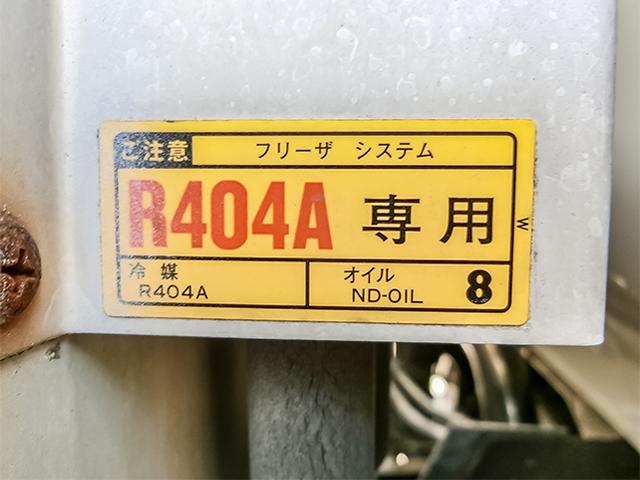 ご注意 フリーザ システム
R404A 専用
W
冷媒 オイル
R404A ND-OIL 8